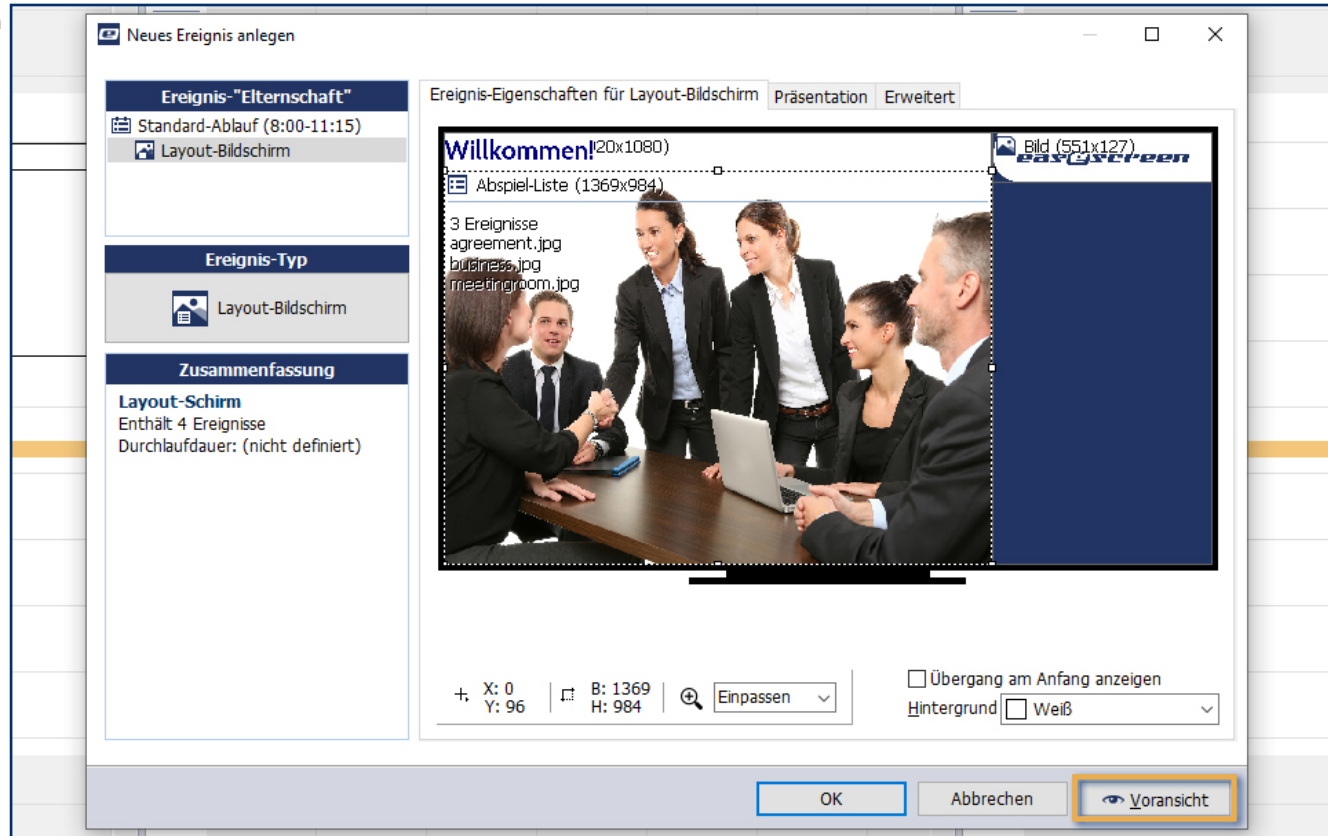 Neues Ereignis anlegen
Ereignis-"Elternschaft"
Standard-Ablauf (8:00-11:15)
Layout-Bildschirm
Ereignis-Typ
Layout-Bildschirm
Zusammenfassung
Layout-Schirm
Enthält 4 Ereignisse
Durchlaufdauer: (nicht definiert)
Ereignis-Eigenschaften für Layout-Bildschirm Präsentation Erweitert
Willkommen! 20x1080)
Bild (551x127)
easescreen
Abspiel-Liste (1369x984)
3 Ereignisse
agreement.jpg
business.jpg
meetingroom.jpg
X: 0
Y: 96
B: 1369
H: 984
Einpassen
Übergang am Anfang anzeigen
Hintergrund Weiß
OK Abbrechen Voransicht